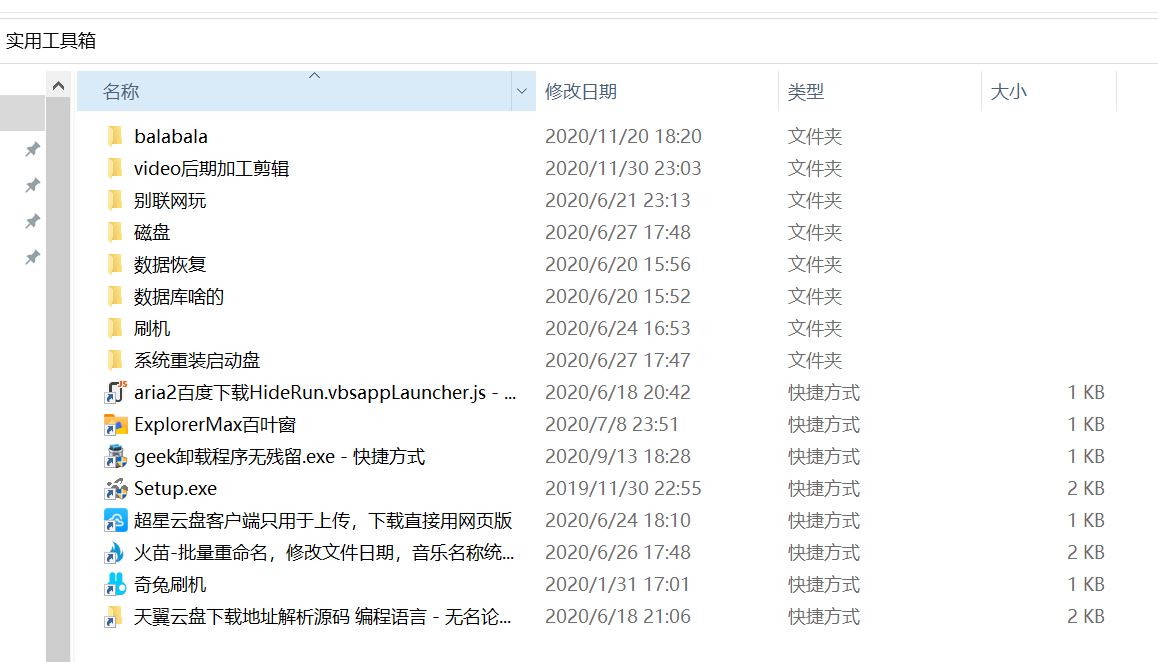 实用工具箱
名称 修改日期 类型 大小
balabala 2020/11/20 18:20 文件夹
video后期加工剪辑 2020/11/30 23:03 文件夹
别联网玩 2020/6/21 23:13 文件夹
磁盘 2020/6/27 17:48 文件夹
数据恢复 2020/6/20 15:56 文件夹
数据库啥的 2020/6/20 15:52 文件夹
刷机 2020/6/24 16:53 文件夹
系统重装启动盘 2020/6/27 17:47 文件夹
aria2百度下载HideRun.vbsappLauncher.js - ... 2020/6/18 20:42 快捷方式 1 KB
ExplorerMax百叶窗 2020/7/8 23:51 快捷方式 1 KB
geek卸载程序无残留.exe - 快捷方式 2020/9/13 18:28 快捷方式 1 KB
Setup.exe 2019/11/30 22:55 快捷方式 2 KB
超星云盘客户端只用于上传，下载直接用网页版 2020/6/24 18:10 快捷方式 1 KB
火苗-批量重命名，修改文件日期，音乐名称统... 2020/6/26 17:48 快捷方式 2 KB
奇兔刷机 2020/1/31 17:01 快捷方式 1 KB
天翼云盘下载地址解析源码 编程语言 - 无名论... 2020/6/18 21:06 快捷方式 2 KB